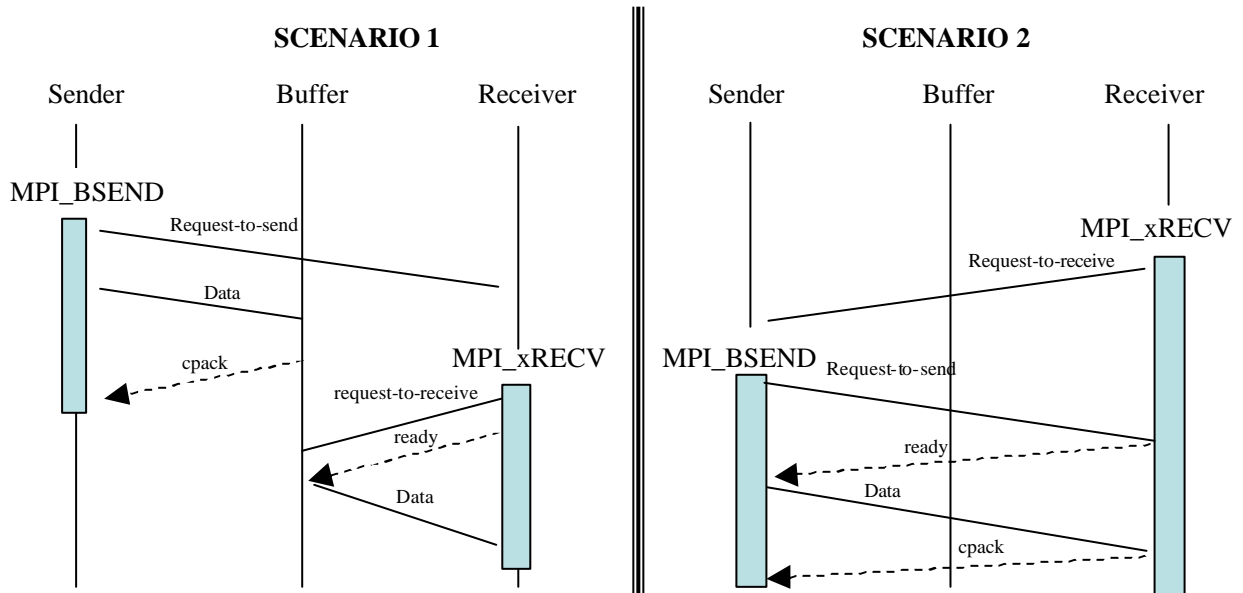 SCENARIO 1
Sender
Buffer
Receiver
MPI_BSEND
Request-to-send
Data
cpack
MPI_xRECV
request-to-receive
ready
Data
SCENARIO 2
Sender
Buffer
Receiver
MPI_xRECV
Request-to-receive
MPI_BSEND
Request-to-send
ready
Data
cpack